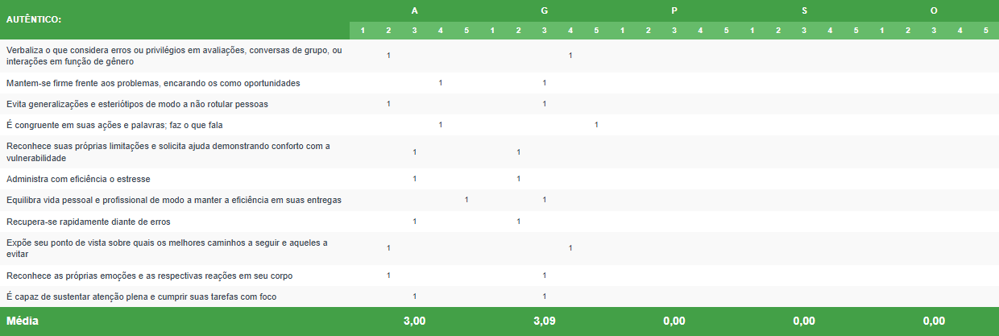 AUTÊNTICO: A G P S O
1 2 3 4 5 1 2 3 4 5 1 2 3 4 5 1 2 3 4 5 1 2 3 4 5
Verbaliza o que considera erros ou privilégios em avaliações, conversas de grupo, ou
interações em função de gênero 1 1
Mantem-se firme frente aos problemas, encarando os como oportunidades 1 1
Evita generalizações e esteriótipos de modo a não rotular pessoas 1 1
É congruente em suas ações e palavras; faz o que fala 1 1
Reconhece suas próprias limitações e solicita ajuda demonstrando conforto com a
vulnerabilidade 1 1
Administra com eficiência o estresse 1 1
Equilibra vida pessoal e profissional de modo a manter a eficiência em suas entregas 1 1
Recupera-se rapidamente diante de erros 1 1
Expõe seu ponto de vista sobre quais os melhores caminhos a seguir e aqueles a
evitar 1 1
Reconhece as próprias emoções e as respectivas reações em seu corpo 1 1
É capaz de sustentar atenção plena e cumprir suas tarefas com foco 1 1
Média 3,00 3,09 0,00 0,00 0,00